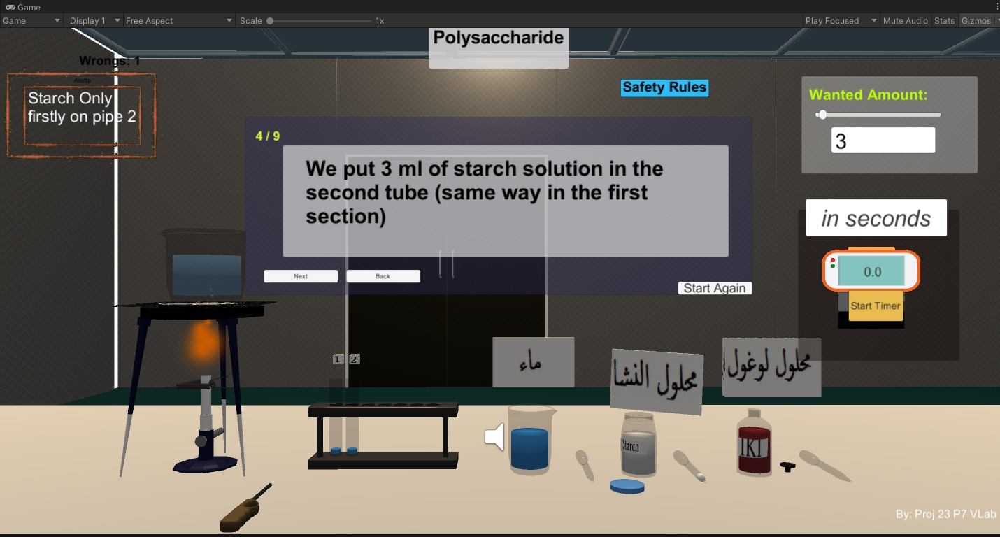 Game
Game
Display 1
Free Aspect
Scale
1x
Play Focused
Mute Audio
Stats
Gizmos
Polysaccharide
Wrongs: 1
Alerts
Starch Only
firstly on pipe 2
Safety Rules
Wanted Amount:
3
4 / 9
We put 3 ml of starch solution in the
second tube (same way in the first
section)
Next
Back
Start Again
in seconds
0.0
Start Timer
1
2
ماء
محلول النشا
محلول لوغول
Starch
IKI
By: Proj 23 P7 VLab